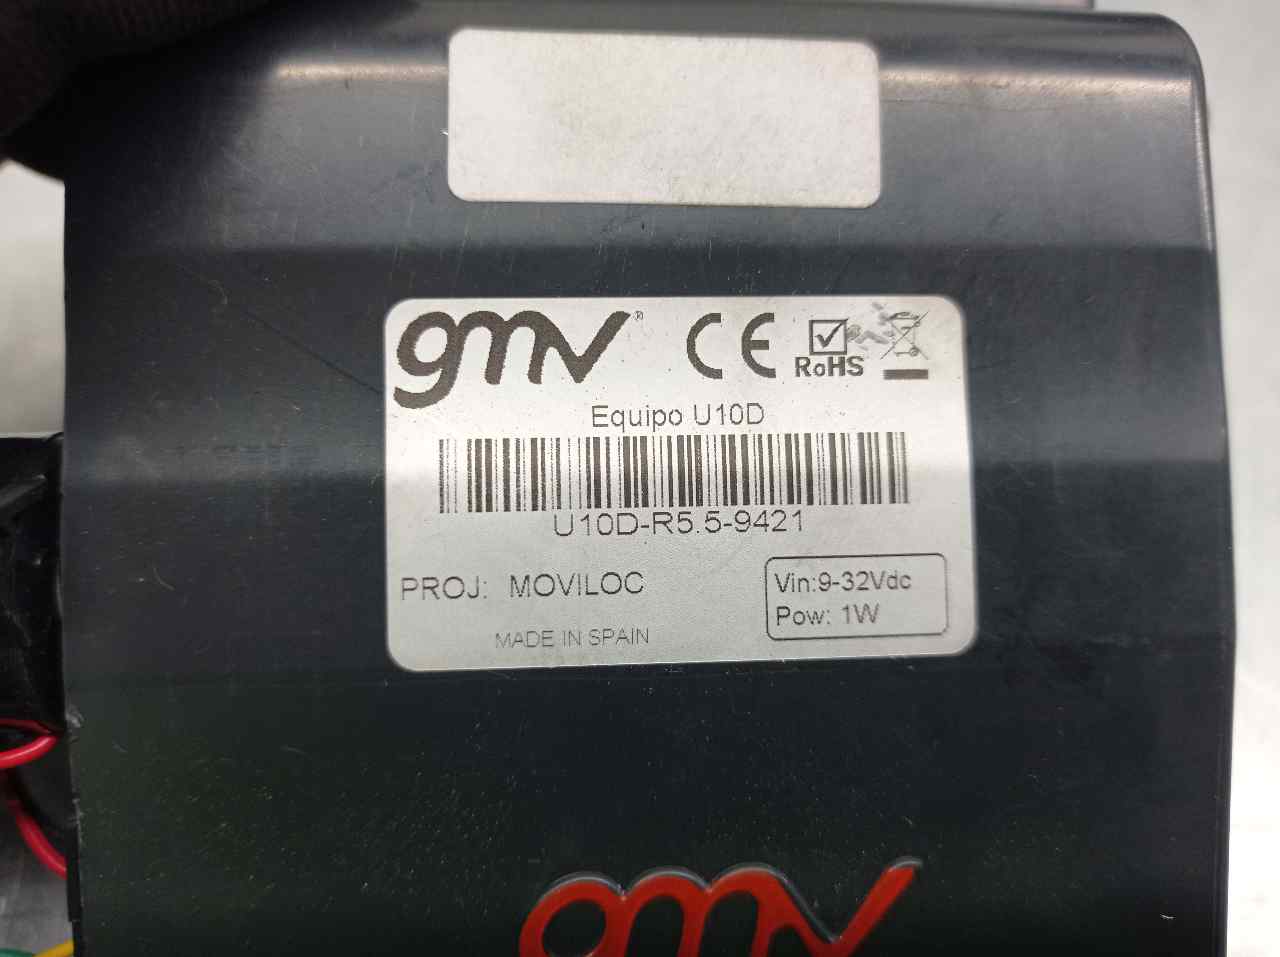 gmv® CE RoHS
Equipo U10D
U10D-R5.5-9421
PROJ: MOVILOC
Vin:9-32Vdc
Pow: 1W
MADE IN SPAIN
gmv